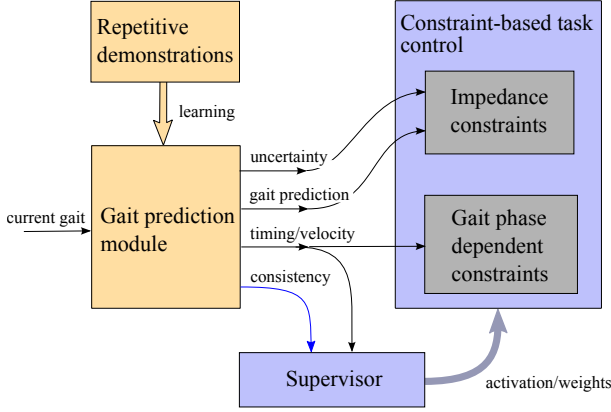 Repetitive
demonstrations
Constraint-based task
control
learning
Impedance
constraints
uncertainty
gait prediction
current gait
Gait prediction
module
timing/velocity
Gait phase
dependent
constraints
consistency
Supervisor
activation/weights